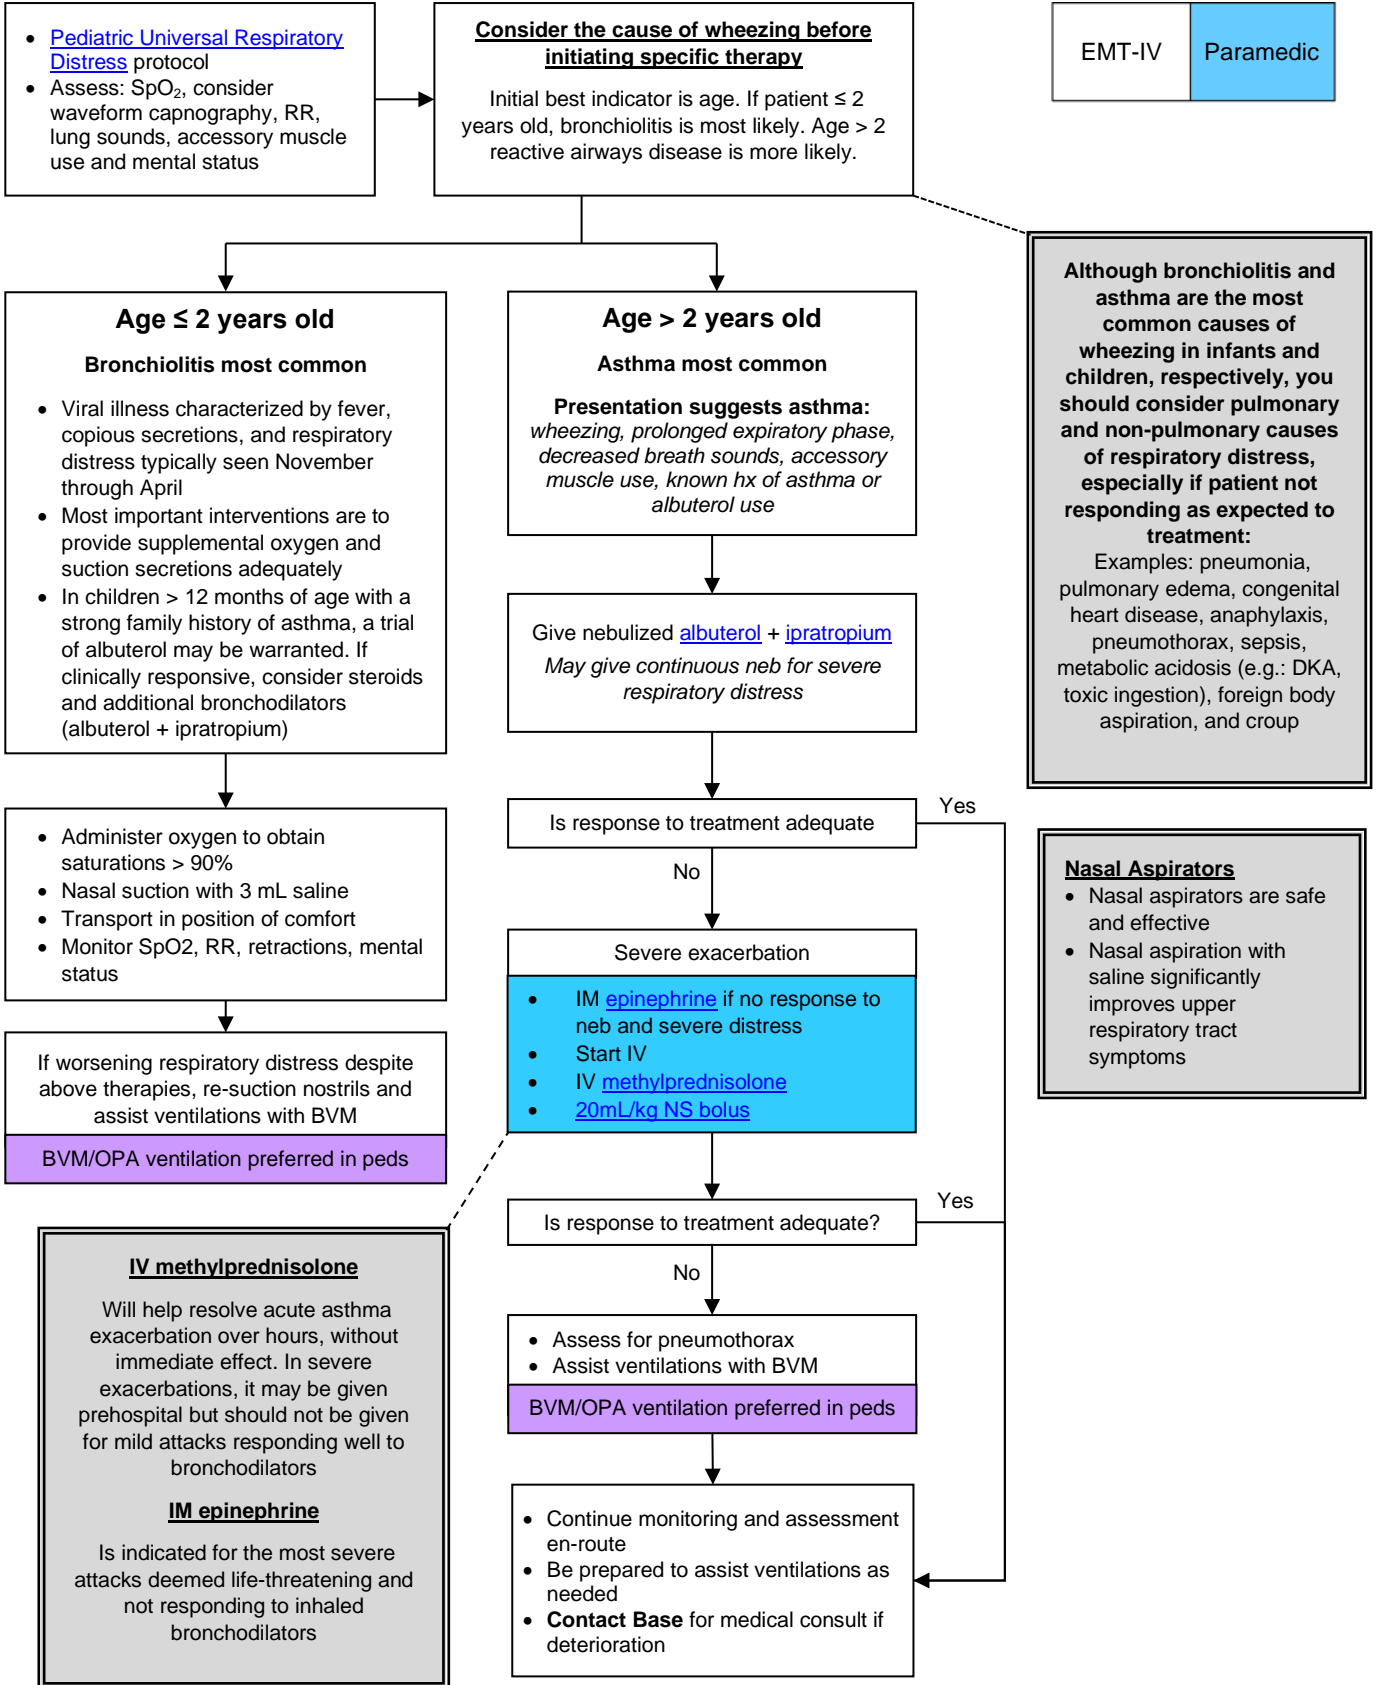 • Pediatric Universal Respiratory
Distress protocol
• Assess: SpO2, consider
waveform capnography, RR,
lung sounds, accessory muscle
use and mental status
Consider the cause of wheezing before
initiating specific therapy
Initial best indicator is age. If patient ≤ 2
years old, bronchiolitis is most likely. Age > 2
reactive airways disease is more likely.
EMT-IV
Paramedic
Although bronchiolitis and
asthma are the most
common causes of
wheezing in infants and
children, respectively, you
should consider pulmonary
and non-pulmonary causes
of respiratory distress,
especially if patient not
responding as expected to
treatment:
Examples: pneumonia,
pulmonary edema, congenital
heart disease, anaphylaxis,
pneumothorax, sepsis,
metabolic acidosis (e.g.: DKA,
toxic ingestion), foreign body
aspiration, and croup
Age ≤ 2 years old
Bronchiolitis most common
• Viral illness characterized by fever,
copious secretions, and respiratory
distress typically seen November
through April
• Most important interventions are to
provide supplemental oxygen and
suction secretions adequately
• In children > 12 months of age with a
strong family history of asthma, a trial
of albuterol may be warranted. If
clinically responsive, consider steroids
and additional bronchodilators
(albuterol + ipratropium)
Age > 2 years old
Asthma most common
Presentation suggests asthma:
wheezing, prolonged expiratory phase,
decreased breath sounds, accessory
muscle use, known hx of asthma or
albuterol use
Give nebulized albuterol + ipratropium
May give continuous neb for severe
respiratory distress
Is response to treatment adequate
Yes
No
• Administer oxygen to obtain
saturations > 90%
• Nasal suction with 3 mL saline
• Transport in position of comfort
• Monitor SpO2, RR, retractions, mental
status
Nasal Aspirators
• Nasal aspirators are safe
and effective
• Nasal aspiration with
saline significantly
improves upper
respiratory tract
symptoms
Severe exacerbation
• IM epinephrine if no response to
neb and severe distress
• Start IV
• IV methylprednisolone
• 20mL/kg NS bolus
If worsening respiratory distress despite
above therapies, re-suction nostrils and
assist ventilations with BVM
BVM/OPA ventilation preferred in peds
Is response to treatment adequate?
Yes
No
IV methylprednisolone
Will help resolve acute asthma
exacerbation over hours, without
immediate effect. In severe
exacerbations, it may be given
prehospital but should not be given
for mild attacks responding well to
bronchodilators
IM epinephrine
Is indicated for the most severe
attacks deemed life-threatening and
not responding to inhaled
bronchodilators
• Assess for pneumothorax
• Assist ventilations with BVM
BVM/OPA ventilation preferred in peds
• Continue monitoring and assessment
en-route
• Be prepared to assist ventilations as
needed
• Contact Base for medical consult if
deterioration